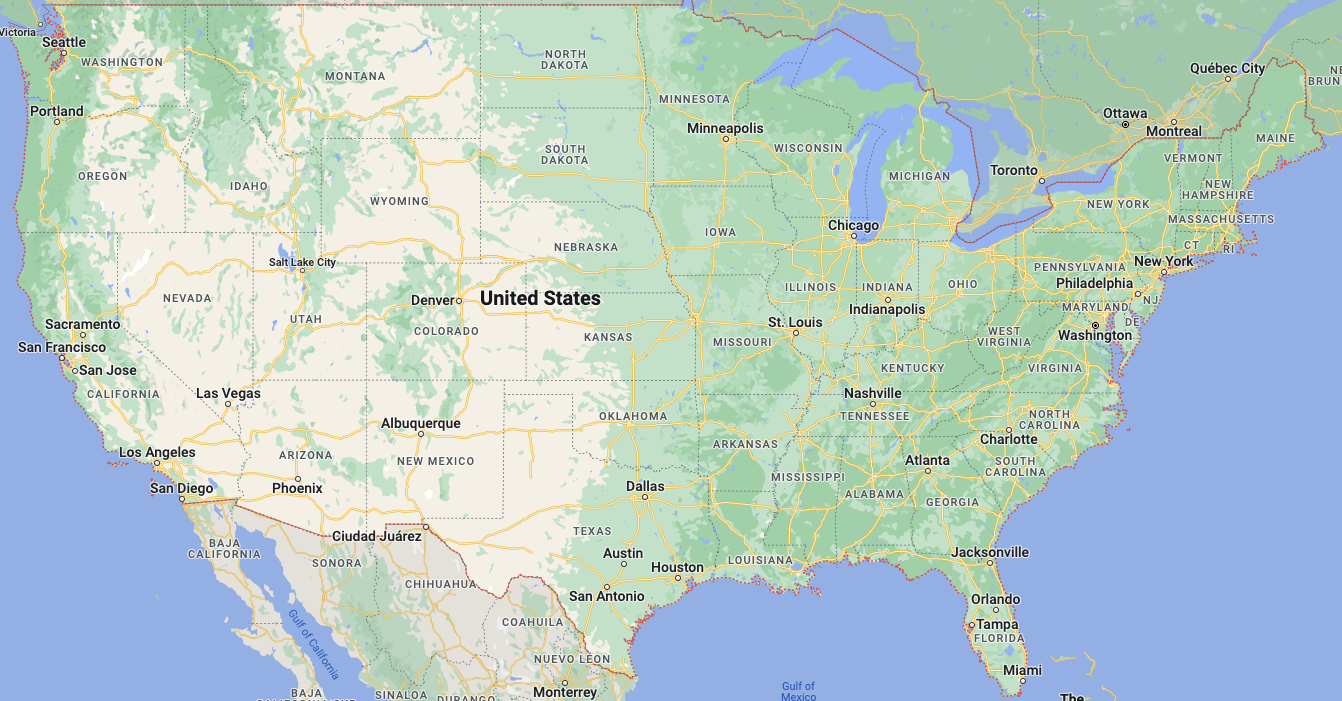 Victoria
Seattle
WASHINGTON
MONTANA
NORTH
DAKOTA
MINNESOTA
Québec City
NE
BRUN
Portland
Minneapolis
Ottawa
Montreal
MAINE
OREGON
IDAHO
SOUTH
DAKOTA
WISCONSIN
MICHIGAN
Toronto
VERMONT
NEW
HAMPSHIRE
WYOMING
NEW YORK
MASSACHUSETTS
IOWA
Chicago
CT
RI
Salt Lake City
NEBRASKA
PENNSYLVANIA
New York
Philadelphia
NEVADA
Denver
United States
ILLINOIS
INDIANA
OHIO
Indianapolis
MARYLAND
NJ
DE
UTAH
COLORADO
KANSAS
St. Louis
MISSOURI
WEST
VIRGINIA
Washington
Sacramento
San Francisco
San Jose
KENTUCKY
VIRGINIA
CALIFORNIA
Las Vegas
Nashville
TENNESSEE
NORTH
CAROLINA
Albuquerque
OKLAHOMA
Charlotte
Los Angeles
ARIZONA
NEW MEXICO
ARKANSAS
Atlanta
SOUTH
CAROLINA
San Diego
Phoenix
Dallas
MISSISSIPPI
ALABAMA
GEORGIA
Ciudad Juárez
TEXAS
BAJA
CALIFORNIA
SONORA
Austin
Houston
LOUISIANA
Jacksonville
CHIHUAHUA
San Antonio
Orlando
Gulf of California
COAHUILA
Tampa
FLORIDA
NUEVO LEON
Miami
BAJA
CALIFORNIA SUR
SINALOA
DURANGO
Monterrey
Gulf of
Mexico
The